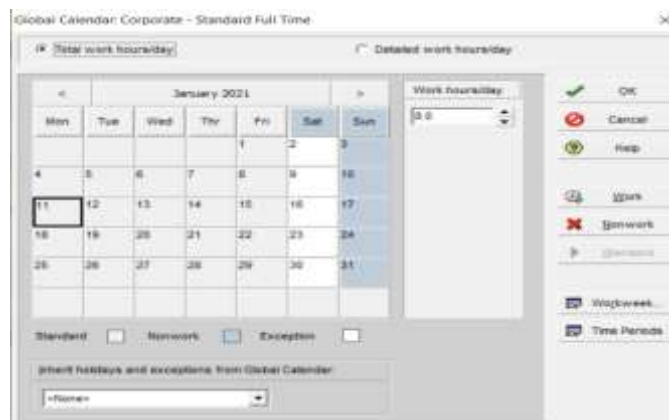 Global Calendar: Corporate - Standard Full Time
Total work hours/day
Detailed work hours/day
<
January 2021
>
Mon Tue Wed Thr Fri Sat Sun
1 2 3
4 5 6 7 8 9 10
11 12 13 14 15 16 17
18 19 20 21 22 23 24
25 26 27 28 29 30 31
Standard
Nonwork
Exception
Inherit holidays and exceptions from Global Calendar
<None>
Work hours/day
OK
Cancel
Help
Work
Nonwork
Standard
Workweek...
Time Periods